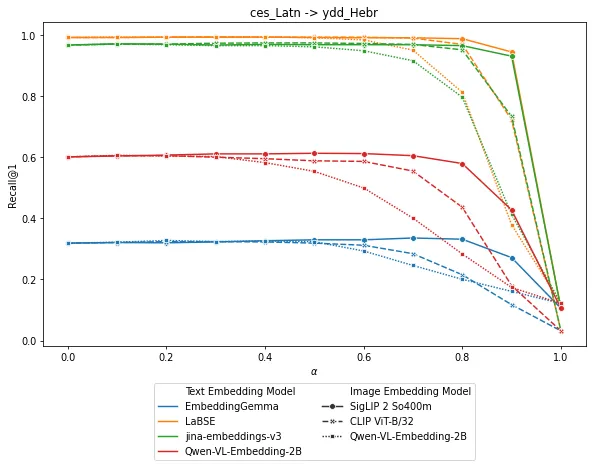 ces_Latn -> ydd_Hebr
Recall@1
1.0
0.8
0.6
0.4
0.2
0.0
0.0 0.2 0.4 0.6 0.8 1.0
α
Text Embedding Model
EmbeddingGemma
LaBSE
jina-embeddings-v3
Qwen-VL-Embedding-2B
Image Embedding Model
SigLIP 2 So400m
CLIP ViT-B/32
Qwen-VL-Embedding-2B